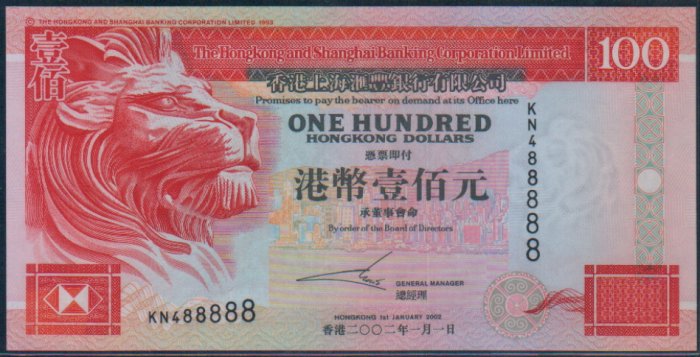 © THE HONGKONG AND SHANGHAI BANKING CORPORATION LIMITED 1993
壹佰
The Hongkong and Shanghai Banking Corporation Limited
100
香港上海滙豐銀行有限公司
Promises to pay the bearer on demand at its Office here
ONE HUNDRED
HONGKONG DOLLARS
憑票即付
港幣壹佰元
承董事會命
By order of the Board of Directors
KN488888
GENERAL MANAGER
總經理
KN488888
HONGKONG 1st JANUARY 2002
香港二〇〇二年一月一日